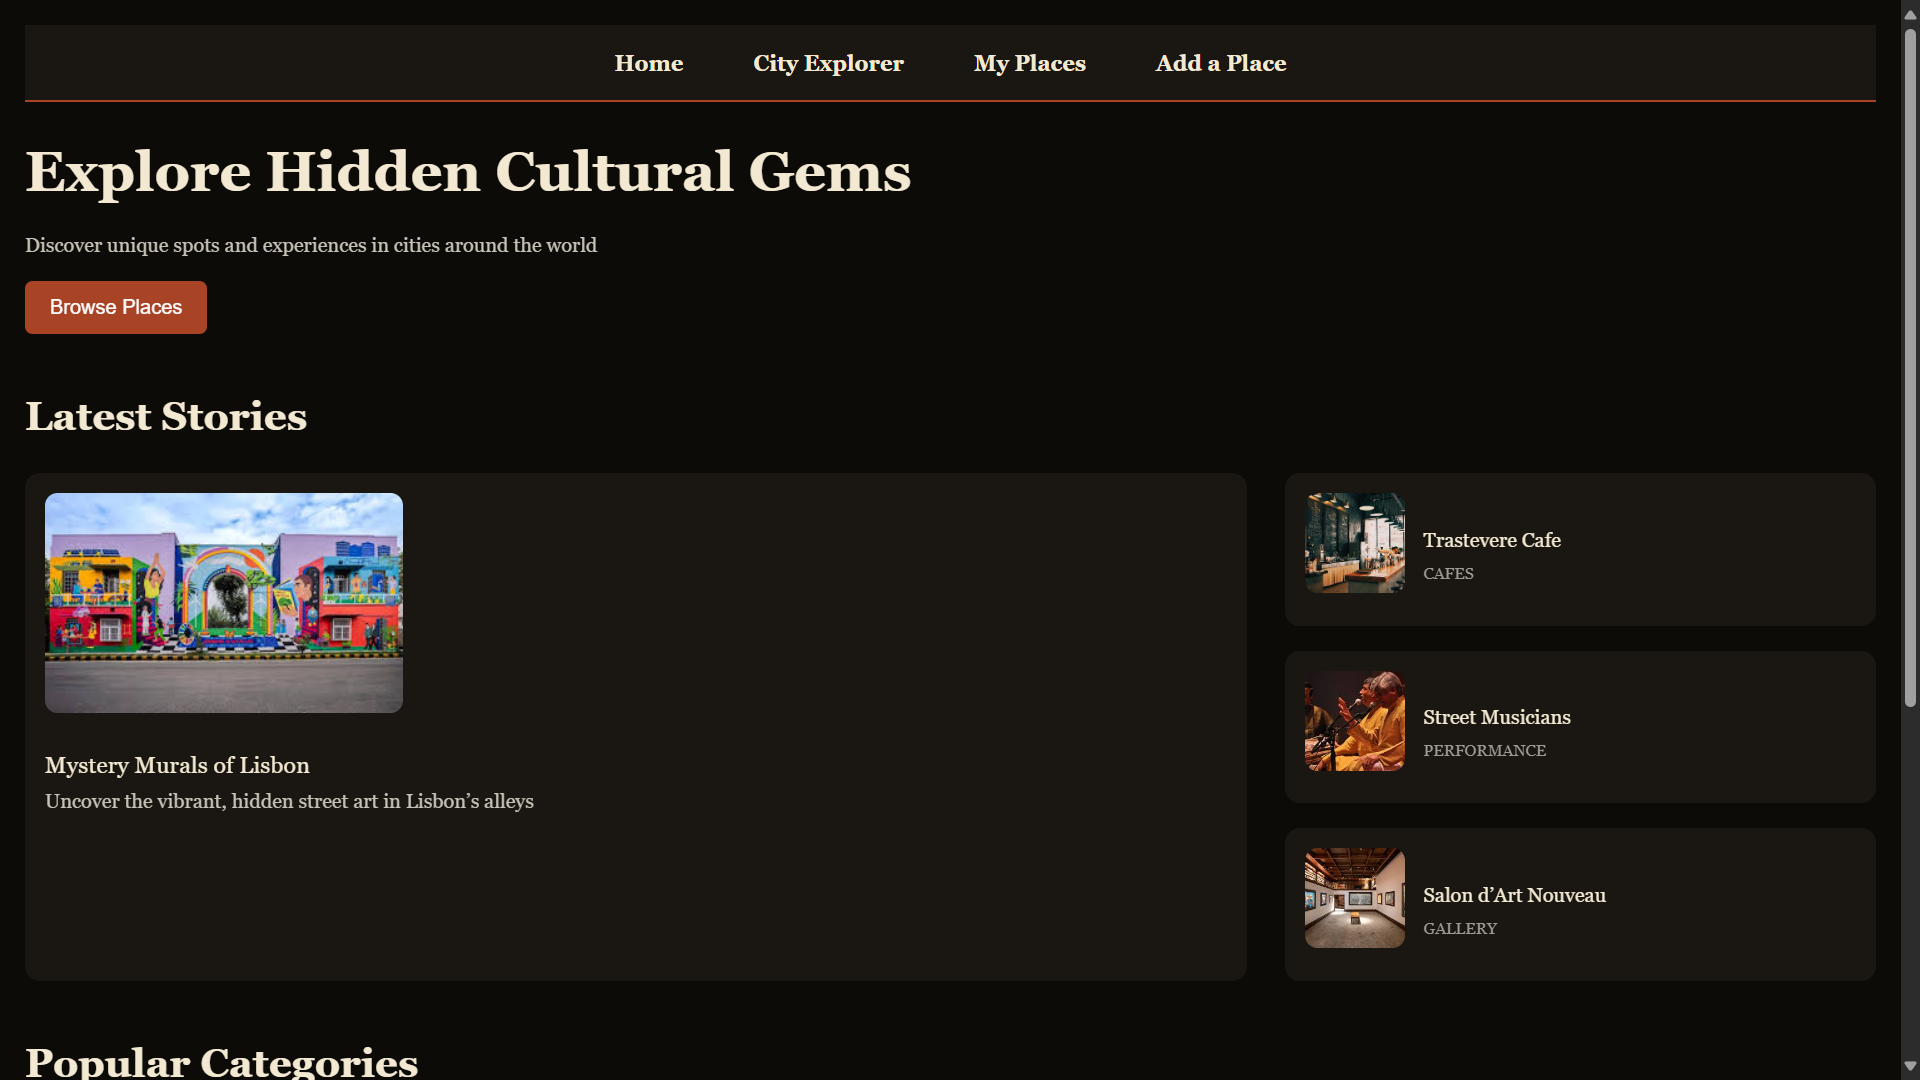 Home City Explorer My Places Add a Place
Explore Hidden Cultural Gems
Discover unique spots and experiences in cities around the world
Browse Places
Latest Stories
Mystery Murals of Lisbon
Uncover the vibrant, hidden street art in Lisbon’s alleys
Trastevere Cafe
CAFES
Street Musicians
PERFORMANCE
Salon d’Art Nouveau
GALLERY
Popular Categories